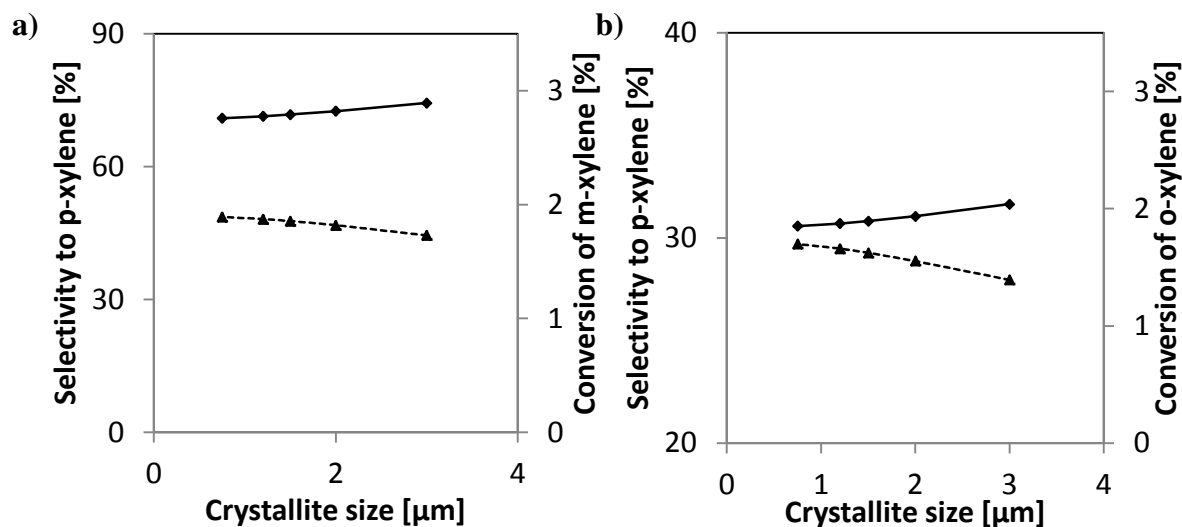 a)
Selectivity to p-xylene [%]
90
60
30
0
0
2
4
Crystallite size [µm]
3
2
1
0
Conversion of m-xylene [%]
b)
Selectivity to p-xylene [%]
40
30
20
0
1
2
3
4
Crystallite size [µm]
3
2
1
0
Conversion of o-xylene [%]